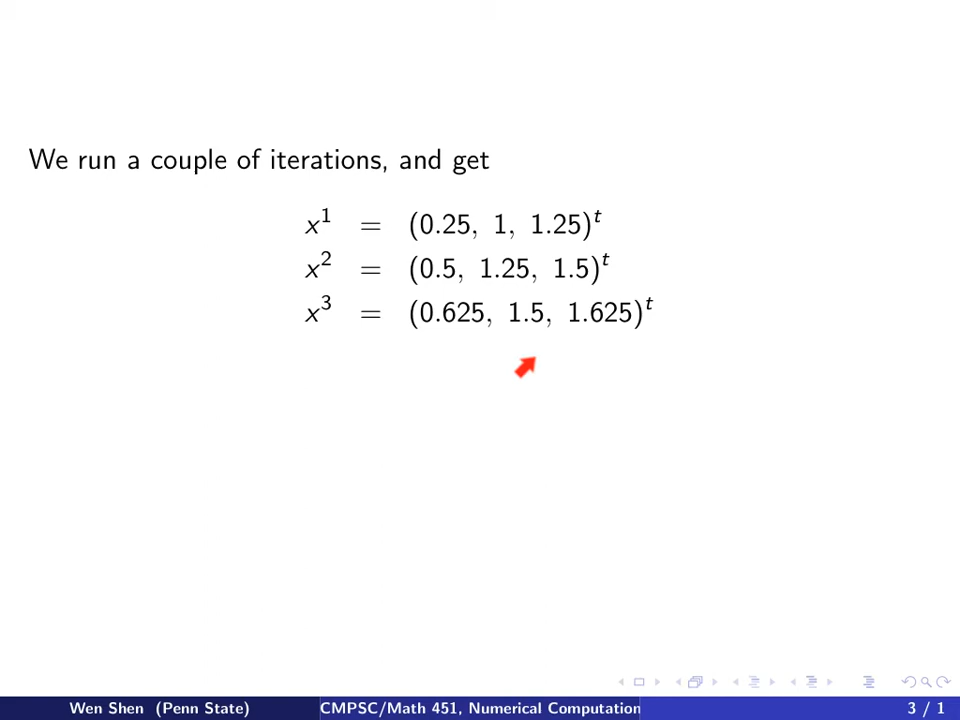 We run a couple of iterations, and get
x¹ = (0.25, 1, 1.25)ᵗ
x² = (0.5, 1.25, 1.5)ᵗ
x³ = (0.625, 1.5, 1.625)ᵗ
Wen Shen (Penn State) CMPSC/Math 451, Numerical Computation 3 / 1